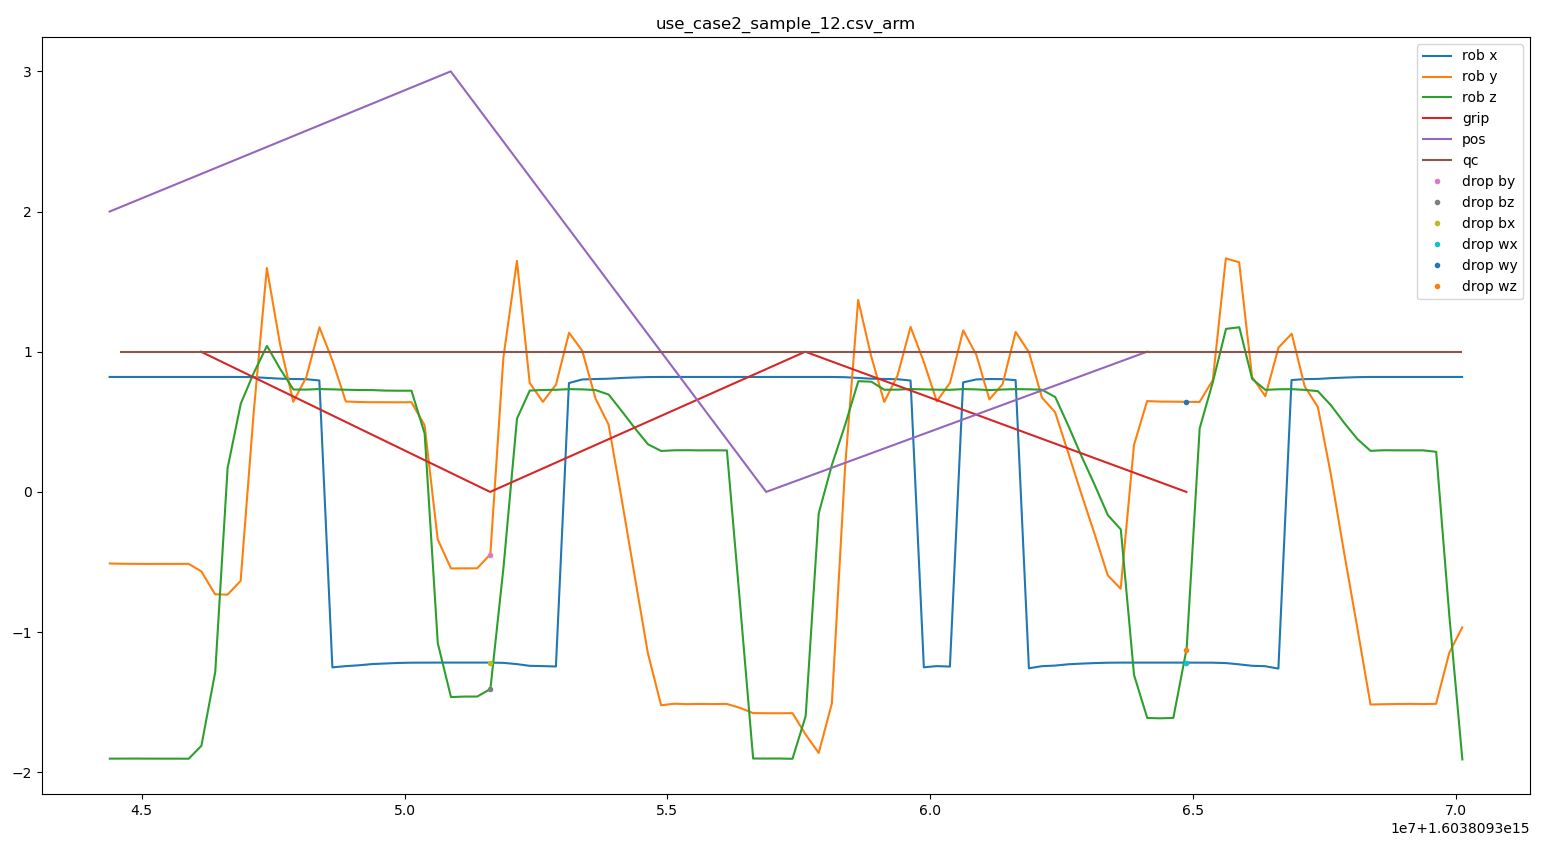 use_case2_sample_12.csv_arm
3
2
1
0
−1
−2
rob x
rob y
rob z
grip
pos
qc
drop by
drop bz
drop bx
drop wx
drop wy
drop wz
4.5 5.0 5.5 6.0 6.5 7.0
1e7+1.6038093e15